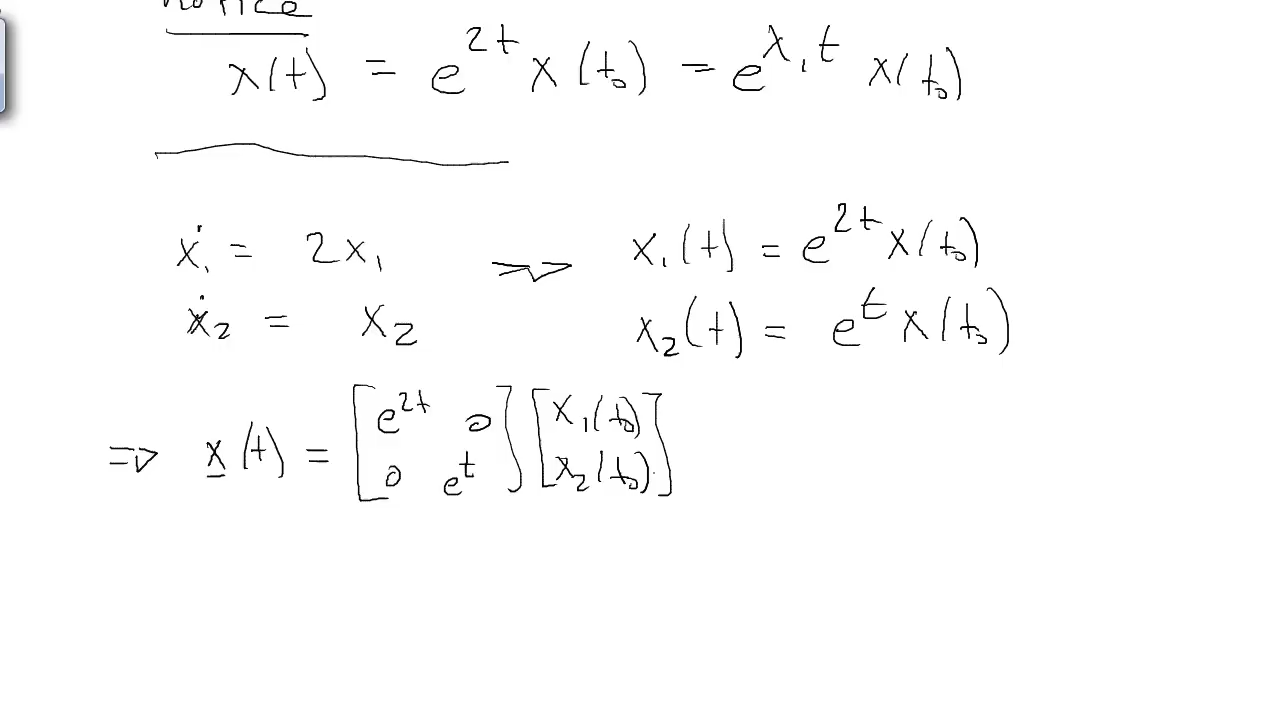 notice
x(t) = e^{2t} x(t₀) = e^{λ₁t} x(t₀)
ẋ₁ = 2x₁ => x₁(t) = e^{2t} x(t₀)
ẋ₂ = x₂ x₂(t) = e^t x(t₀)
=> x(t) = [e^{2t} 0; 0 e^t] [x₁(t₀); x₂(t₀)]